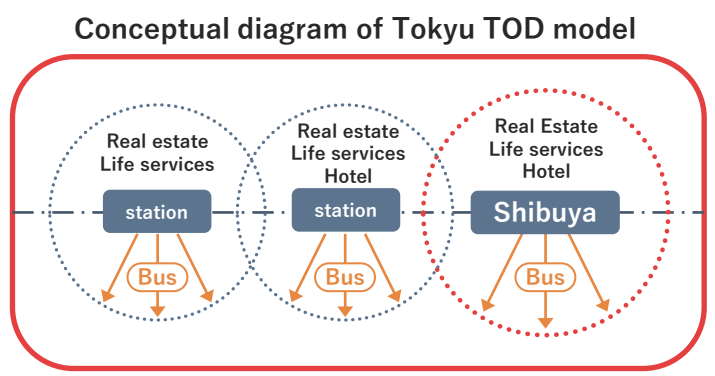 Conceptual diagram of Tokyu TOD model
Real estate
Life services
station
Bus
Real estate
Life services
Hotel
station
Bus
Real Estate
Life services
Hotel
Shibuya
Bus